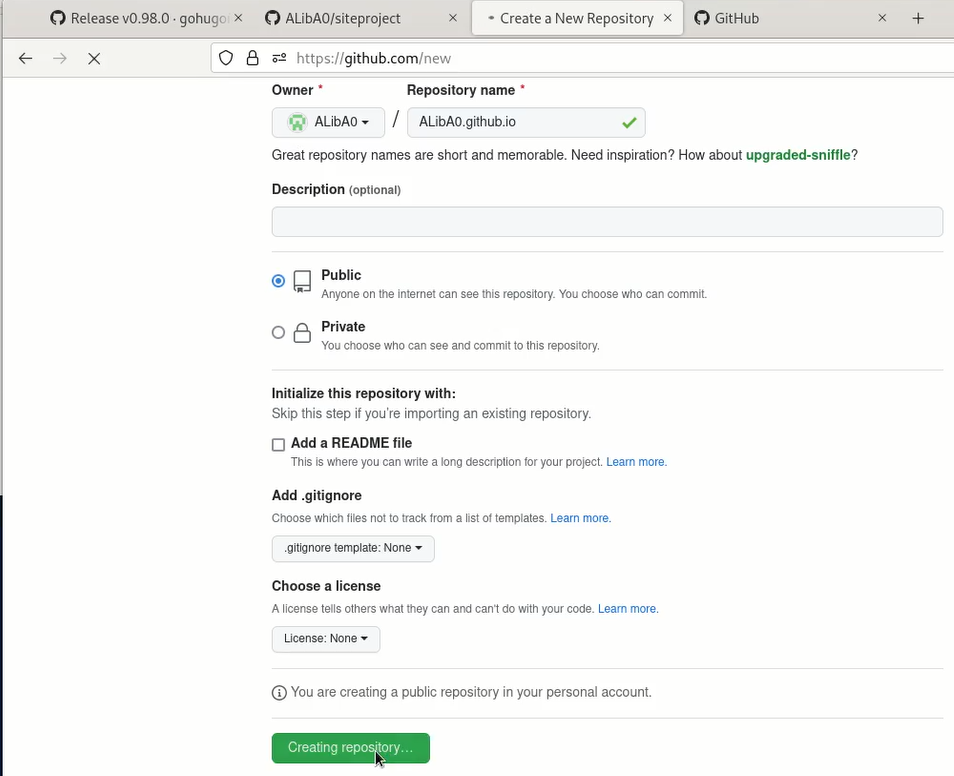 Release v0.98.0 · gohugo
ALibA0/siteproject
Create a New Repository
GitHub
https://github.com/new
Owner *
Repository name *
ALibA0
/
ALibA0.github.io
Great repository names are short and memorable. Need inspiration? How about upgraded-sniffle?
Description (optional)
Public
Anyone on the internet can see this repository. You choose who can commit.
Private
You choose who can see and commit to this repository.
Initialize this repository with:
Skip this step if you're importing an existing repository.
Add a README file
This is where you can write a long description for your project. Learn more.
Add .gitignore
Choose which files not to track from a list of templates. Learn more.
.gitignore template: None
Choose a license
A license tells others what they can and can't do with your code. Learn more.
License: None
You are creating a public repository in your personal account.
Creating repository...